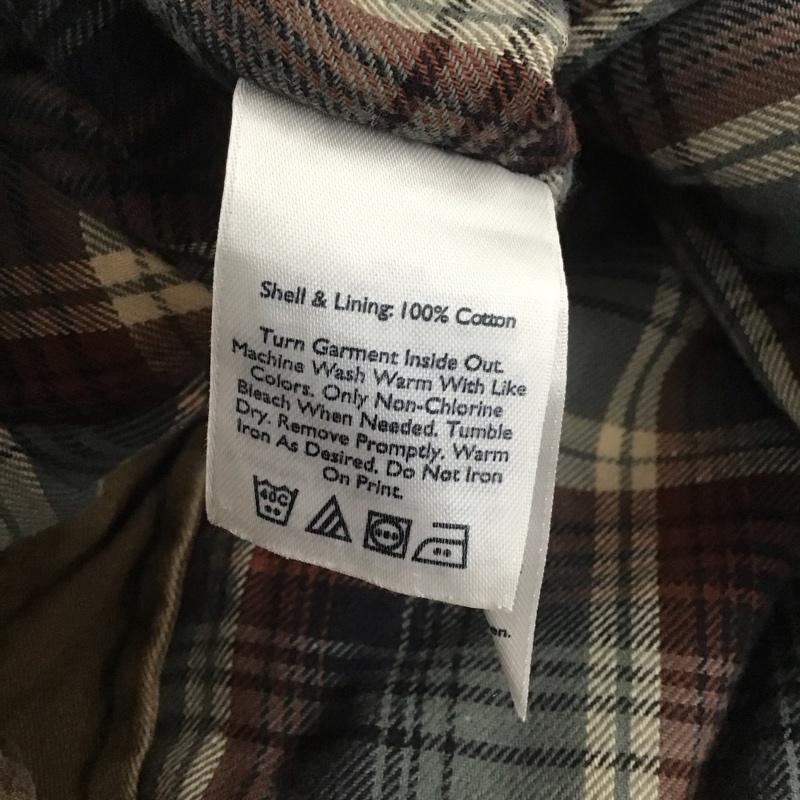 Shell & Lining: 100% Cotton
Turn Garment Inside Out.
Machine Wash Warm With Like
Colors. Only Non-Chlorine
Bleach When Needed. Tumble
Dry. Remove Promptly. Warm
Iron As Desired. Do Not Iron
On Print.
40C
en.